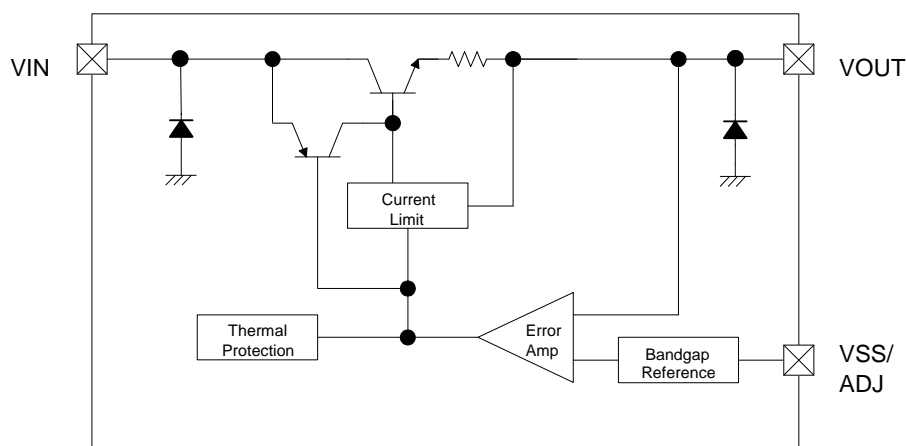 VIN
VOUT
Current
Limit
Thermal
Protection
Error
Amp
Bandgap
Reference
VSS/
ADJ